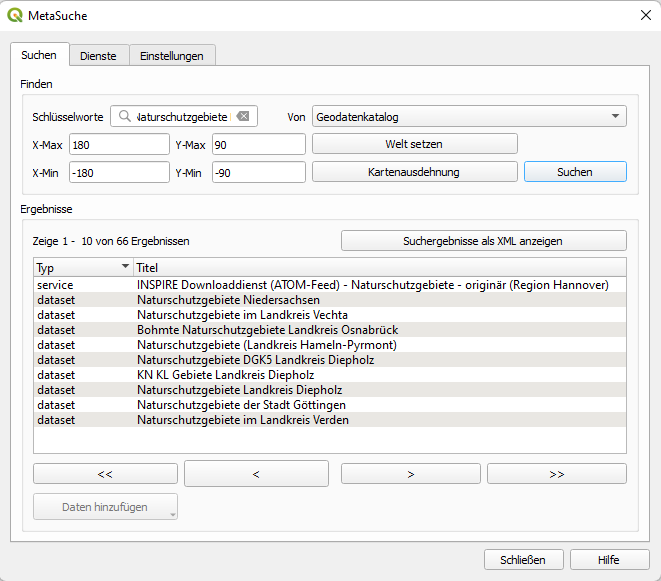 MetaSuche
Suchen Dienste Einstellungen
Finden
Schlüsselworte Naturschutzgebiete Von Geodatenkatalog
X-Max 180 Y-Max 90 Welt setzen
X-Min -180 Y-Min -90 Kartenausdehnung Suchen
Ergebnisse
Zeige 1 - 10 von 66 Ergebnissen Suchergebnisse als XML anzeigen
Typ Titel
service INSPIRE Downloaddienst (ATOM-Feed) - Naturschutzgebiete - originär (Region Hannover)
dataset Naturschutzgebiete Niedersachsen
dataset Naturschutzgebiete im Landkreis Vechta
dataset Bohmte Naturschutzgebiete Landkreis Osnabrück
dataset Naturschutzgebiete (Landkreis Hameln-Pyrmont)
dataset Naturschutzgebiete DGK5 Landkreis Diepholz
dataset KN KL Gebiete Landkreis Diepholz
dataset Naturschutzgebiete Landkreis Diepholz
dataset Naturschutzgebiete der Stadt Göttingen
dataset Naturschutzgebiete im Landkreis Verden
<< < > >>
Daten hinzufügen
Schließen Hilfe